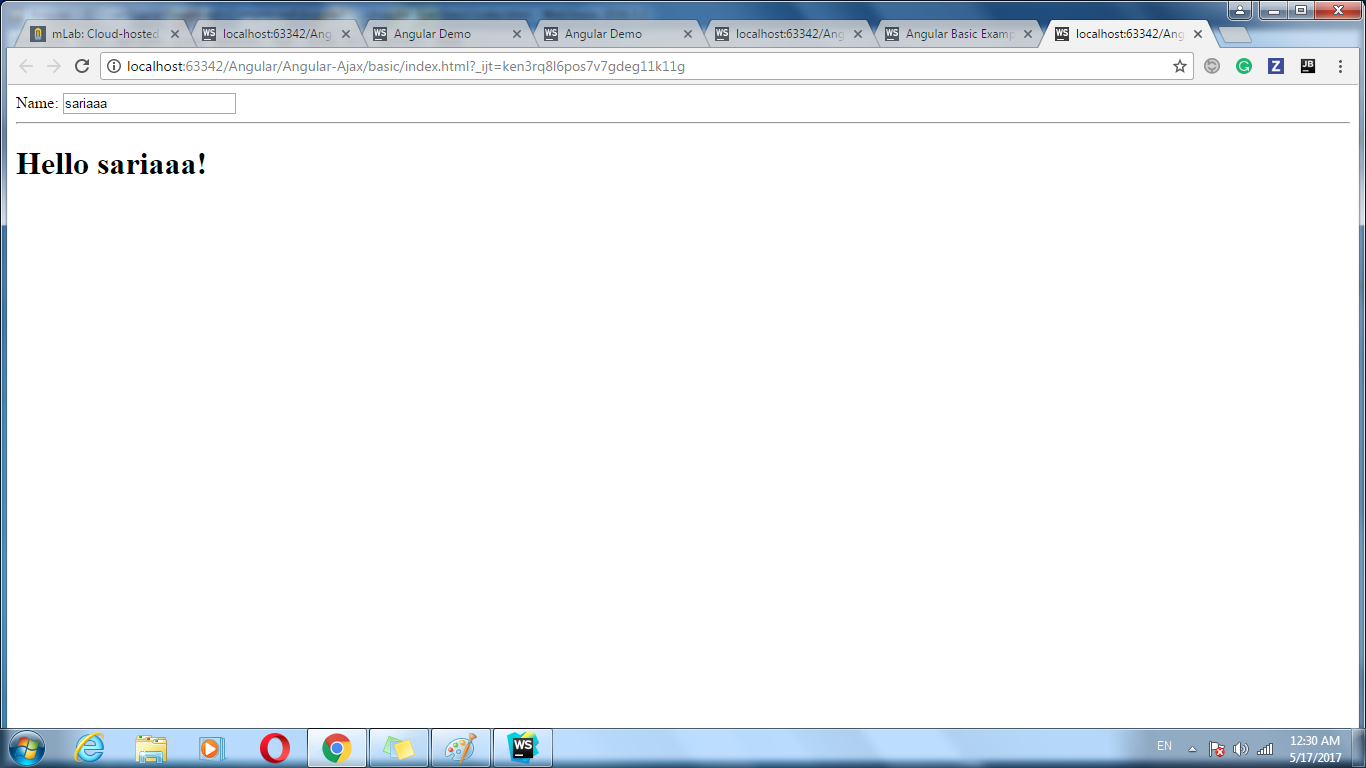 mLab: Cloud-hosted
localhost:63342/Ang
Angular Demo
Angular Demo
localhost:63342/Ang
Angular Basic Examp
localhost:63342/Ang
localhost:63342/Angular/Angular-Ajax/basic/index.html?_ijt=ken3rq8l6pos7v7gdeg11k11g
Name: sariaaa
Hello sariaaa!
EN
12:30 AM
5/17/2017